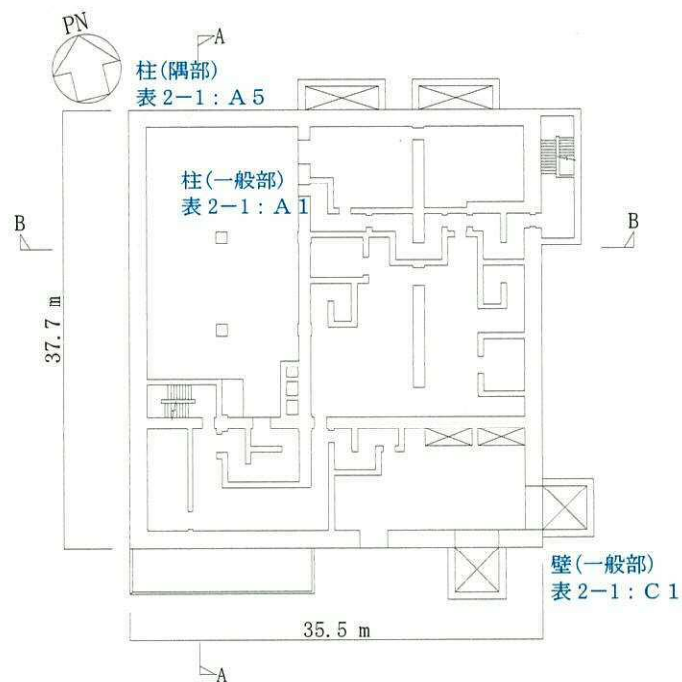 PN
A
柱(隅部)
表2-1：A5
柱(一般部)
表2-1：A1
B
B
37.7 m
壁(一般部)
表2-1：C1
35.5 m
A